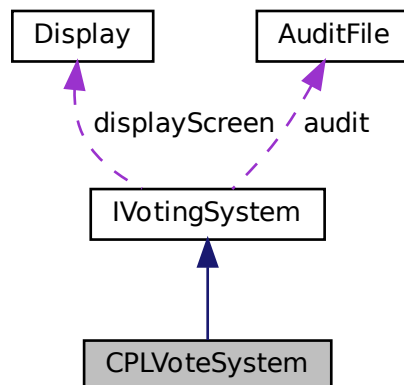 Display
AuditFile
displayScreen
audit
IVotingSystem
CPLVoteSystem